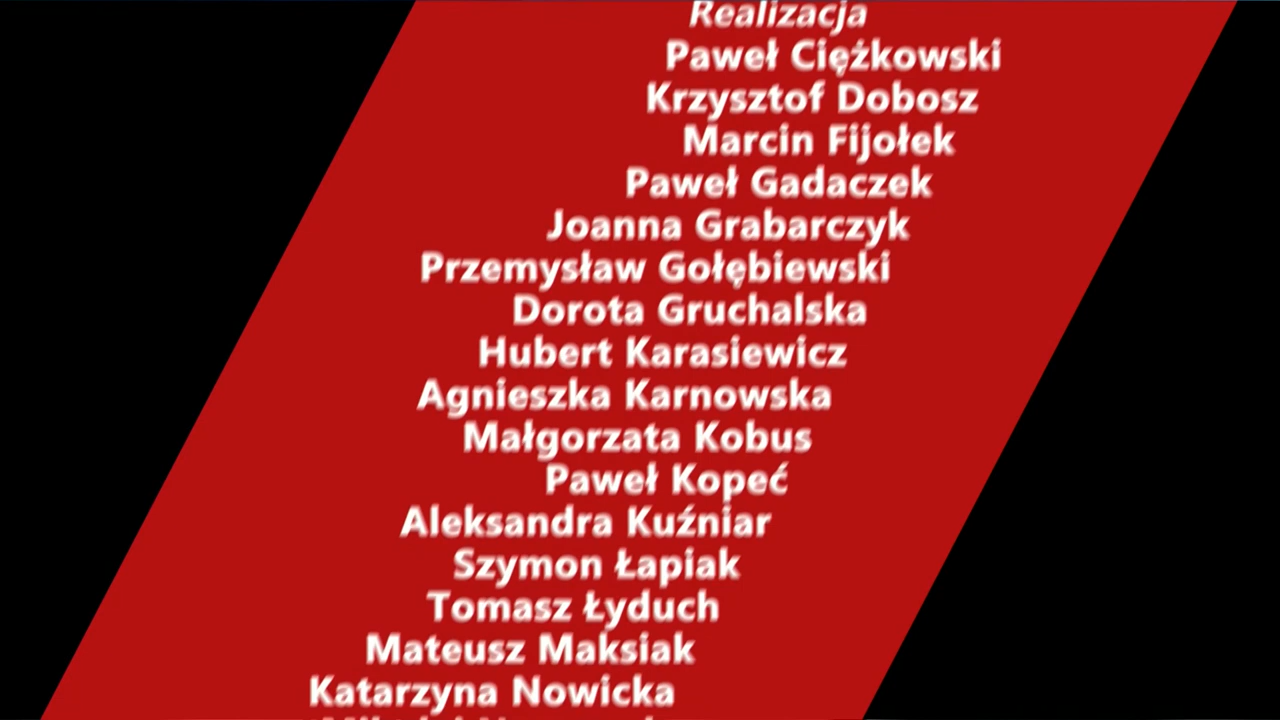 Realizacja
Paweł Ciężkowski
Krzysztof Dobosz
Marcin Fijołek
Paweł Gadaczek
Joanna Grabarczyk
Przemysław Gołębiewski
Dorota Gruchalska
Hubert Karasiewicz
Agnieszka Karnowska
Małgorzata Kobus
Paweł Kopeć
Aleksandra Kuźniar
Szymon Łapiak
Tomasz Łyduch
Mateusz Maksiak
Katarzyna Nowicka